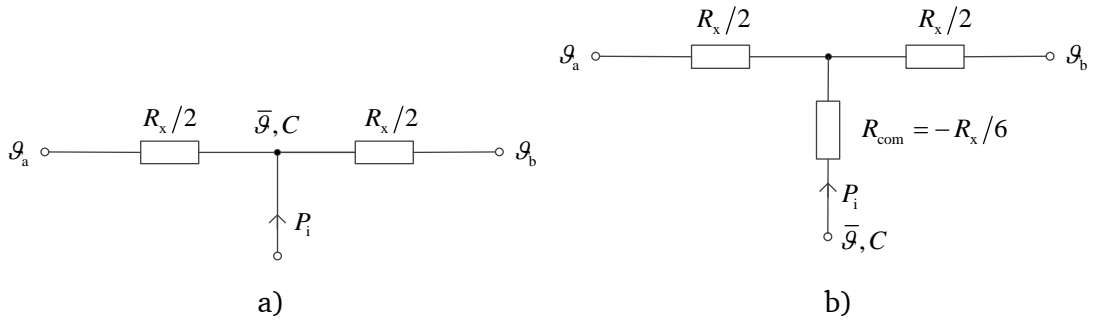 R_x/2
R_x/2
ϑ_a
ϑ_b
R_com = −R_x/6
P_i
ϑ̅, C
b)
R_x/2
ϑ̅, C
R_x/2
ϑ_a
ϑ_b
P_i
a)